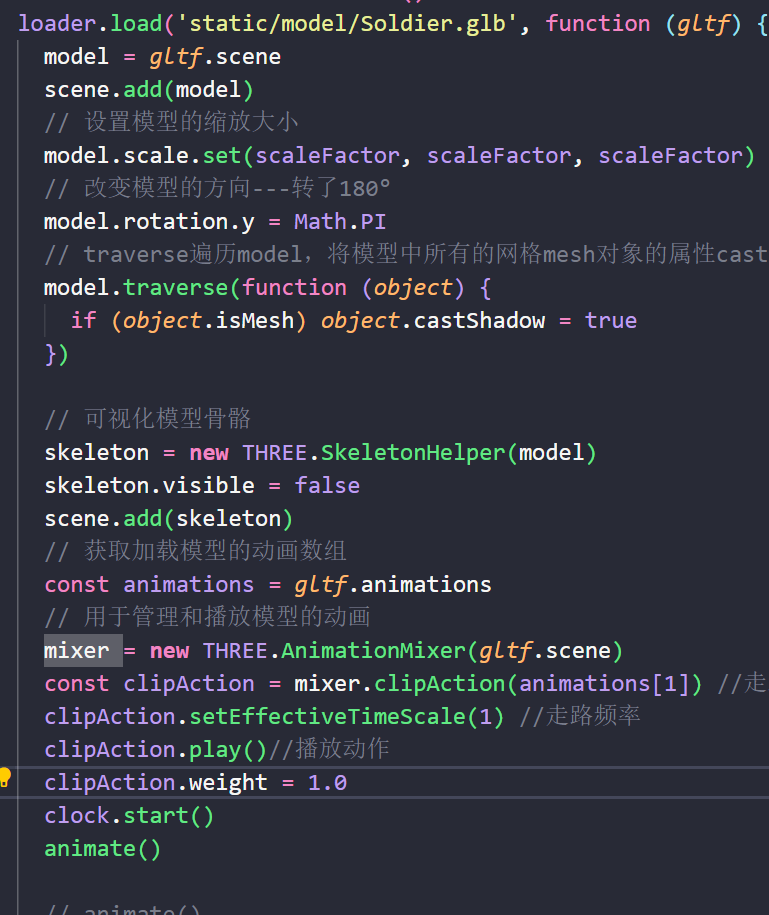 loader.load('static/model/Soldier.glb', function (gltf) {
model = gltf.scene
scene.add(model)
// 设置模型的缩放大小
model.scale.set(scaleFactor, scaleFactor, scaleFactor)
// 改变模型的方向---转了180°
model.rotation.y = Math.PI
// traverse遍历model，将模型中所有的网格mesh对象的属性cast
model.traverse(function (object) {
if (object.isMesh) object.castShadow = true
})
// 可视化模型骨骼
skeleton = new THREE.SkeletonHelper(model)
skeleton.visible = false
scene.add(skeleton)
// 获取加载模型的动画数组
const animations = gltf.animations
// 用于管理和播放模型的动画
mixer = new THREE.AnimationMixer(gltf.scene)
const clipAction = mixer.clipAction(animations[1]) //走
clipAction.setEffectiveTimeScale(1) //走路频率
clipAction.play()//播放动作
clipAction.weight = 1.0
clock.start()
animate()
// animate()